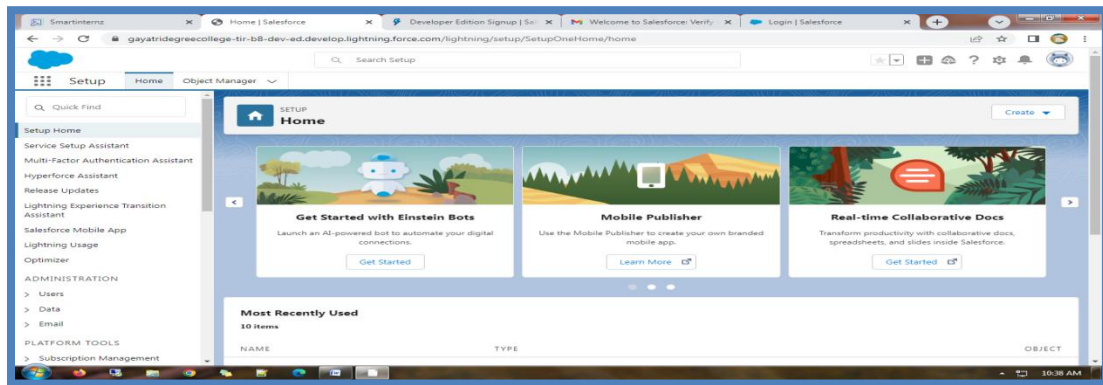 Smartinternz
Home | Salesforce
Developer Edition Signup | Sal
Welcome to Salesforce: Verify
Login | Salesforce
gayatridegreecollege-tir-b8-dev-ed.develop.lightning.force.com/lightning/setup/SetupOneHome/home
Search Setup
Setup
Home
Object Manager
Quick Find
Setup Home
Service Setup Assistant
Multi-Factor Authentication Assistant
Hyperforce Assistant
Release Updates
Lightning Experience Transition
Assistant
Salesforce Mobile App
Lightning Usage
Optimizer
ADMINISTRATION
Users
Data
Email
PLATFORM TOOLS
Subscription Management
SETUP
Home
Create
Get Started with Einstein Bots
Launch an AI-powered bot to automate your digital
connections.
Get Started
Mobile Publisher
Use the Mobile Publisher to create your own branded
mobile app.
Learn More
Real-time Collaborative Docs
Transform productivity with collaborative docs,
spreadsheets, and slides inside Salesforce.
Get Started
Most Recently Used
10 items
NAME TYPE OBJECT
10:38 AM